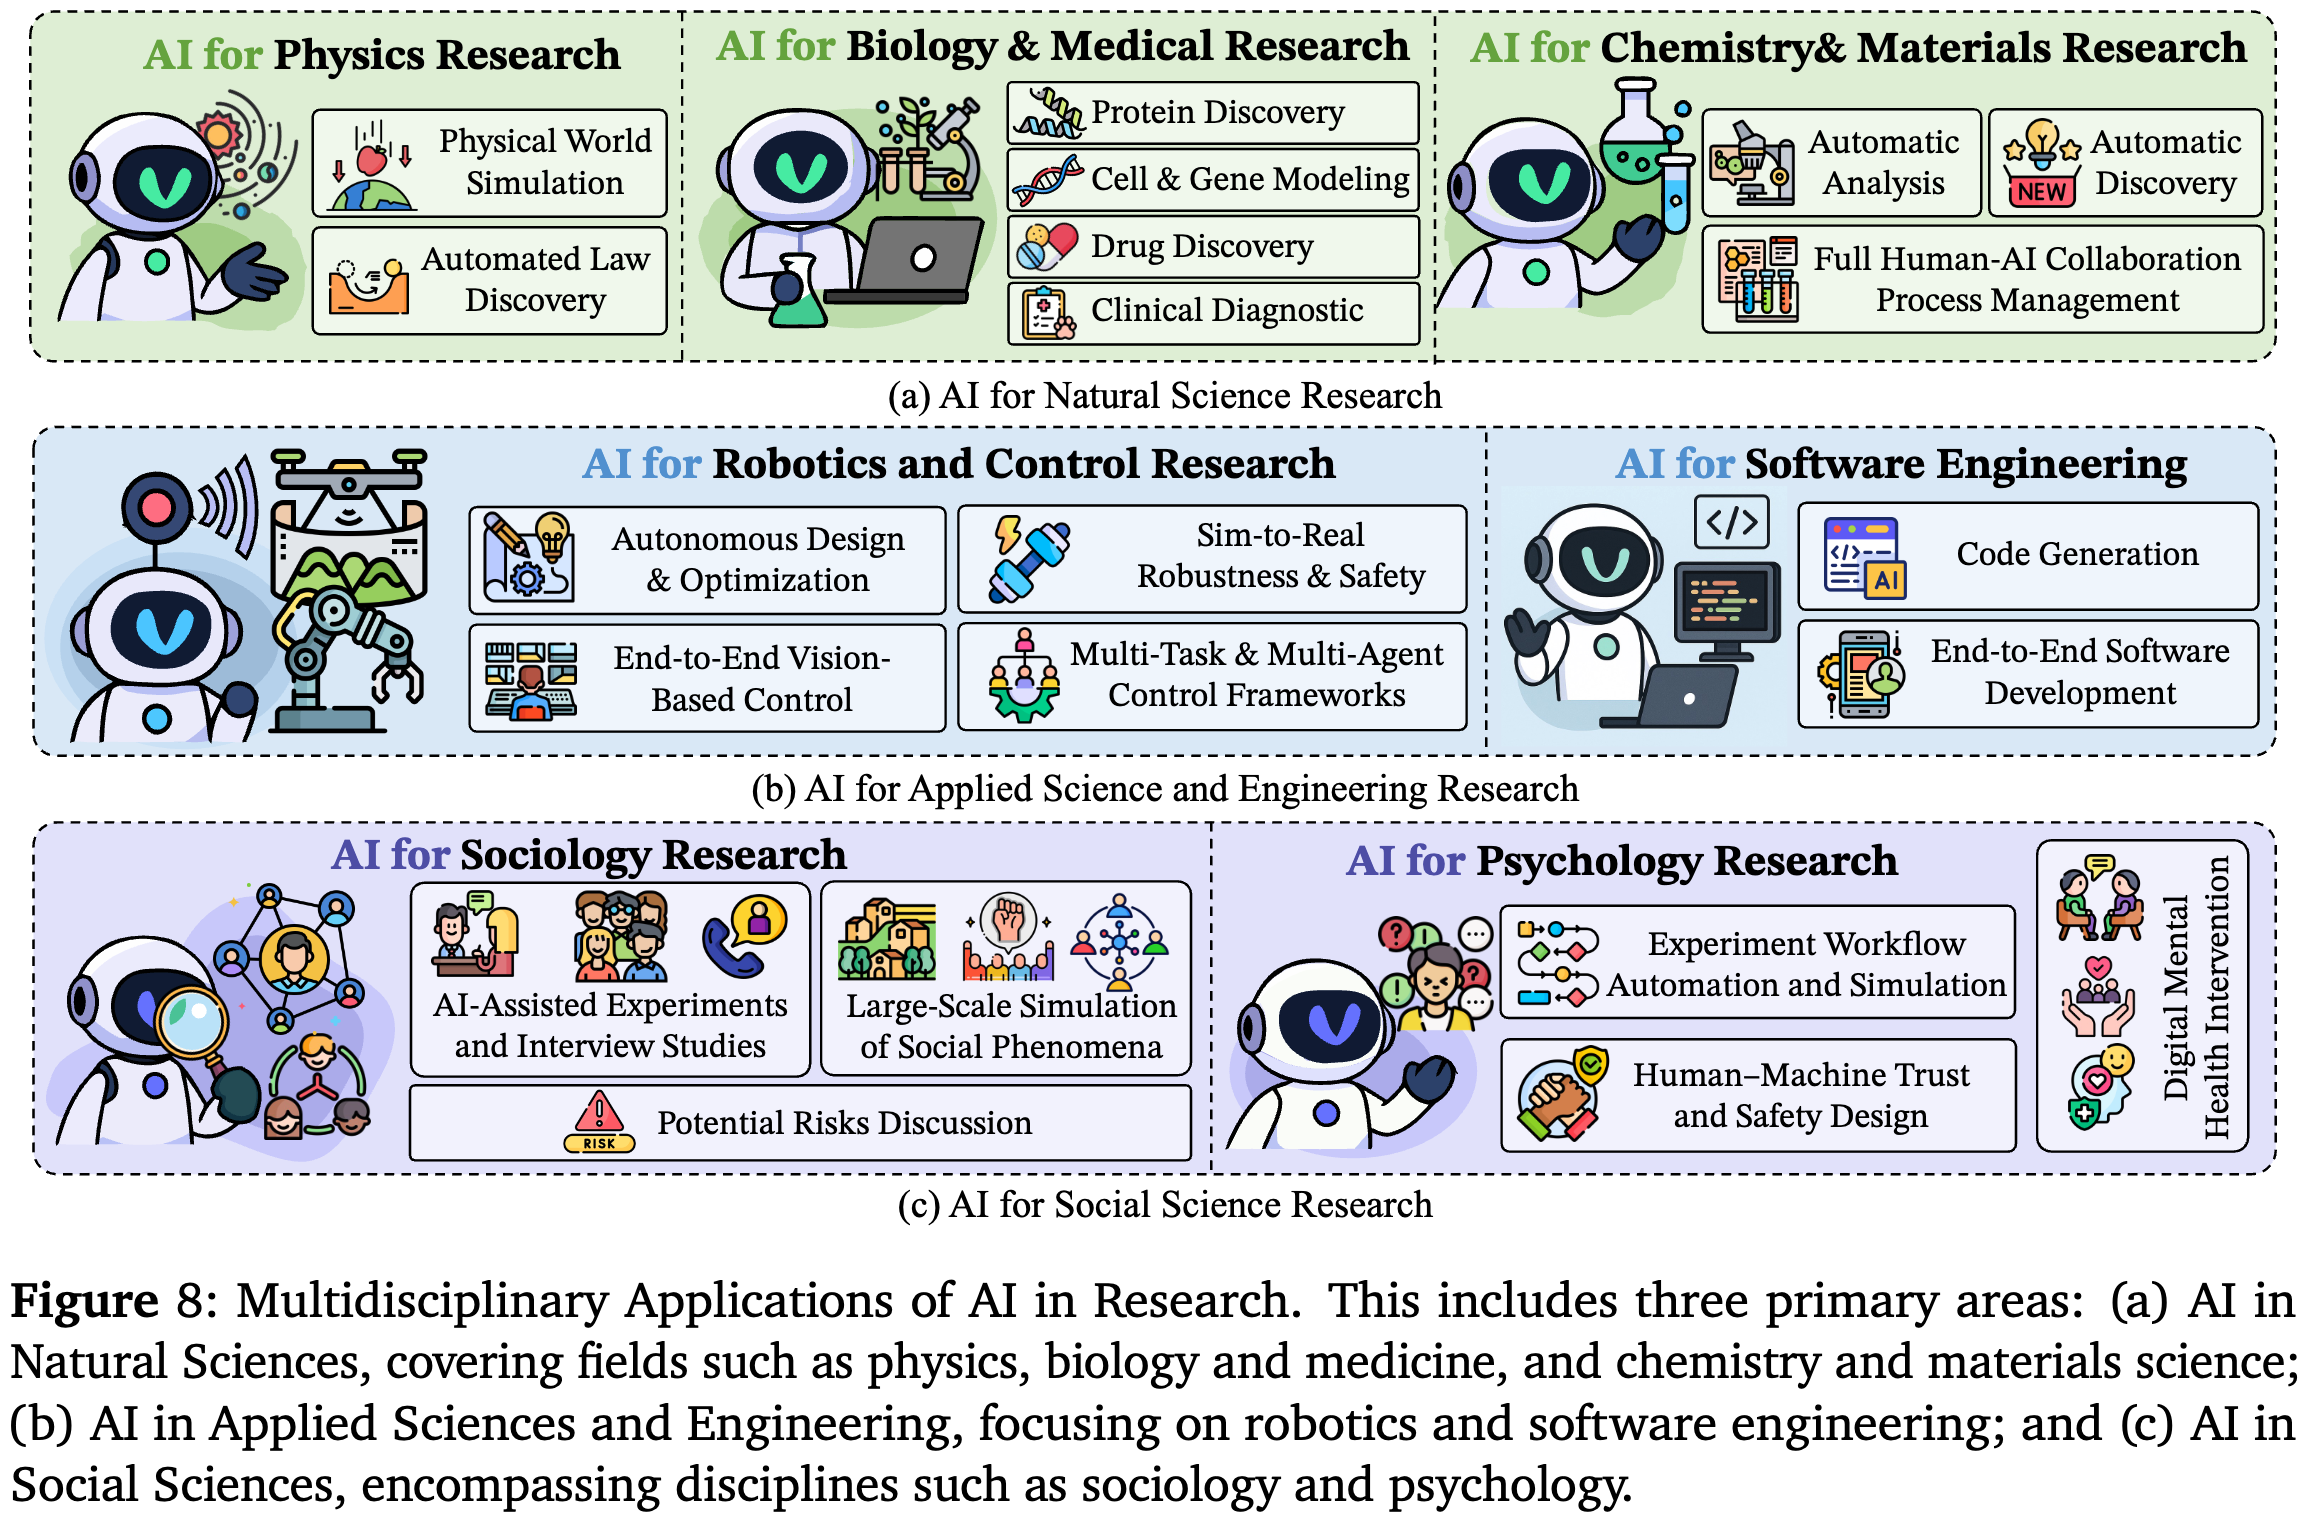 AI for Physics Research
Physical World
Simulation
Automated Law
Discovery
AI for Biology & Medical Research
Protein Discovery
Cell & Gene Modeling
Drug Discovery
Clinical Diagnostic
AI for Chemistry& Materials Research
Automatic
Analysis
NEW
Automatic
Discovery
Full Human-AI Collaboration
Process Management
(a) AI for Natural Science Research
AI for Robotics and Control Research
Autonomous Design
& Optimization
Sim-to-Real
Robustness & Safety
End-to-End Vision-
Based Control
Multi-Task & Multi-Agent
Control Frameworks
AI for Software Engineering
</>
</>
AI
Code Generation
End-to-End Software
Development
(b) AI for Applied Science and Engineering Research
AI for Sociology Research
AI-Assisted Experiments
and Interview Studies
Large-Scale Simulation
of Social Phenomena
RISK
Potential Risks Discussion
AI for Psychology Research
Experiment Workflow
Automation and Simulation
Human–Machine Trust
and Safety Design
Digital Mental
Health Intervention
(c) AI for Social Science Research
Figure 8: Multidisciplinary Applications of AI in Research. This includes three primary areas: (a) AI in
Natural Sciences, covering fields such as physics, biology and medicine, and chemistry and materials science;
(b) AI in Applied Sciences and Engineering, focusing on robotics and software engineering; and (c) AI in
Social Sciences, encompassing disciplines such as sociology and psychology.